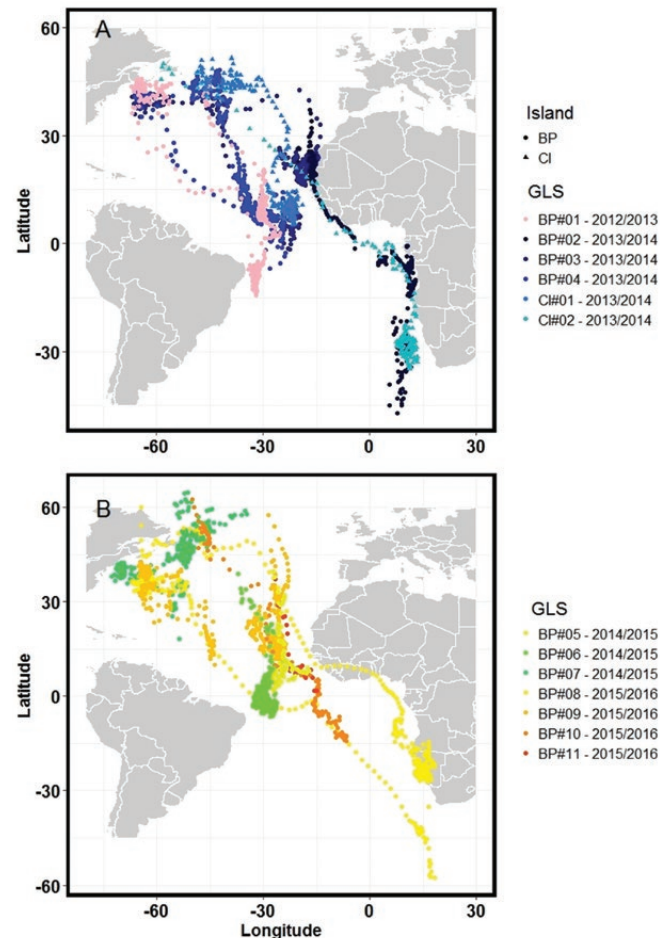 A
60
30
0
-30
Latitude
-60
-30
0
30
Island
BP
CI
GLS
BP#01 - 2012/2013
BP#02 - 2013/2014
BP#03 - 2013/2014
BP#04 - 2013/2014
CI#01 - 2013/2014
CI#02 - 2013/2014
B
60
30
0
-30
-60
Latitude
-60
-30
0
30
Longitude
GLS
BP#05 - 2014/2015
BP#06 - 2014/2015
BP#07 - 2014/2015
BP#08 - 2015/2016
BP#09 - 2015/2016
BP#10 - 2015/2016
BP#11 - 2015/2016